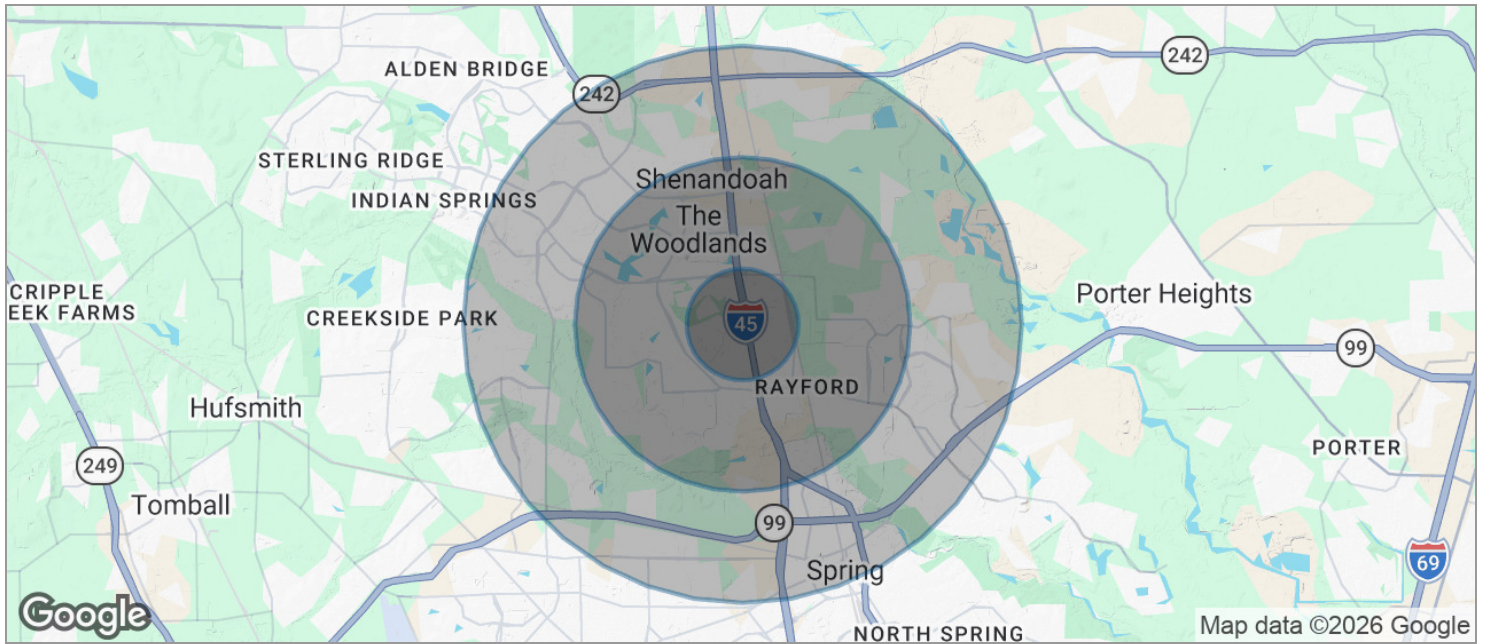 242
ALDEN BRIDGE
242
STERLING RIDGE
Shenandoah
INDIAN SPRINGS
The
Woodlands
CRIPPLE
EEK FARMS
Porter Heights
CREEKSIDE PARK
45
99
RAYFORD
Hufsmith
PORTER
249
Tomball
99
Spring
69
Google
Map data ©2026 Google
NORTH SPRING